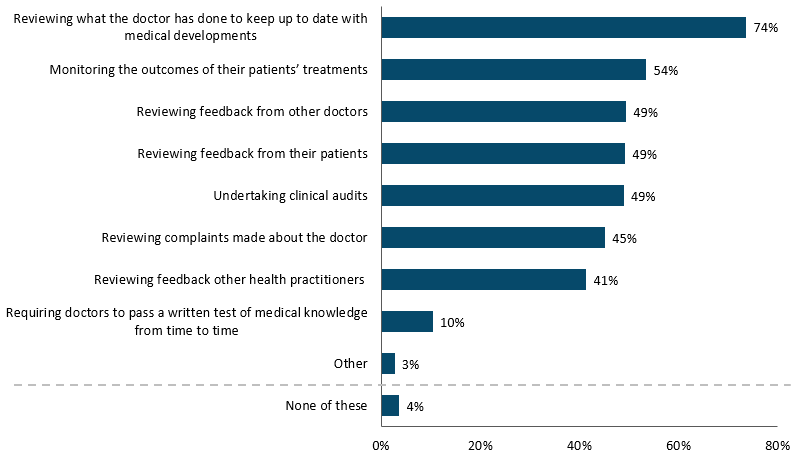 Reviewing what the doctor has done to keep up to date with
medical developments
74%
Monitoring the outcomes of their patients’ treatments
54%
Reviewing feedback from other doctors
49%
Reviewing feedback from their patients
49%
Undertaking clinical audits
49%
Reviewing complaints made about the doctor
45%
Reviewing feedback other health practitioners
41%
Requiring doctors to pass a written test of medical knowledge
from time to time
10%
Other
3%
None of these
4%
0% 20% 40% 60% 80%